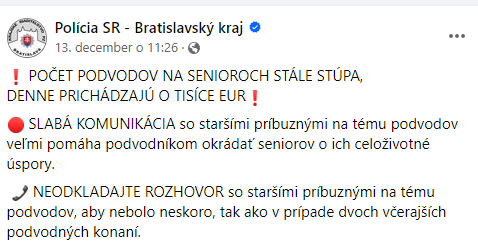 Polícia SR - Bratislavský kraj
13. december o 11:26
❗ POČET PODVODOV NA SENIOROCH STÁLE STÚPA,
DENNE PRICHÁDZAJÚ O TISÍCE EUR❗
🔴 SLABÁ KOMUNIKÁCIA so staršími príbuznými na tému podvodov
veľmi pomáha podvodníkom okrádať seniorov o ich celoživotné
úspory.
📞 NEODKLADAJTE ROZHOVOR so staršími príbuznými na tému
podvodov, aby nebolo neskoro, tak ako v prípade dvoch včerajších
podvodných konaní.